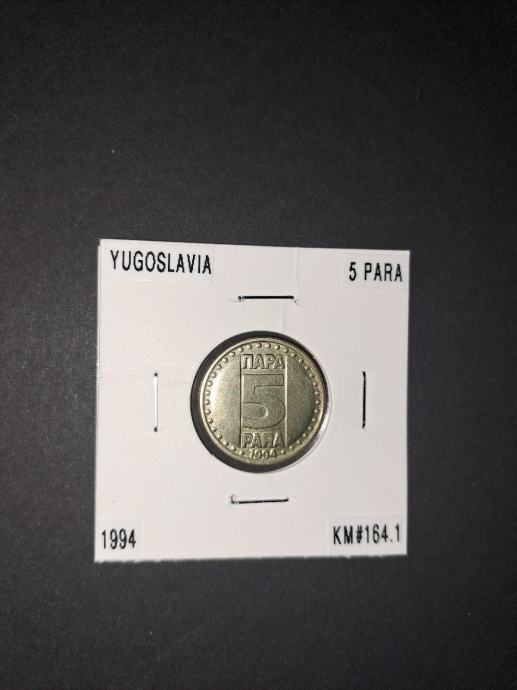 YUGOSLAVIA
5 PARA
ПАРА
5
PARA
1994
1994
KM#164.1